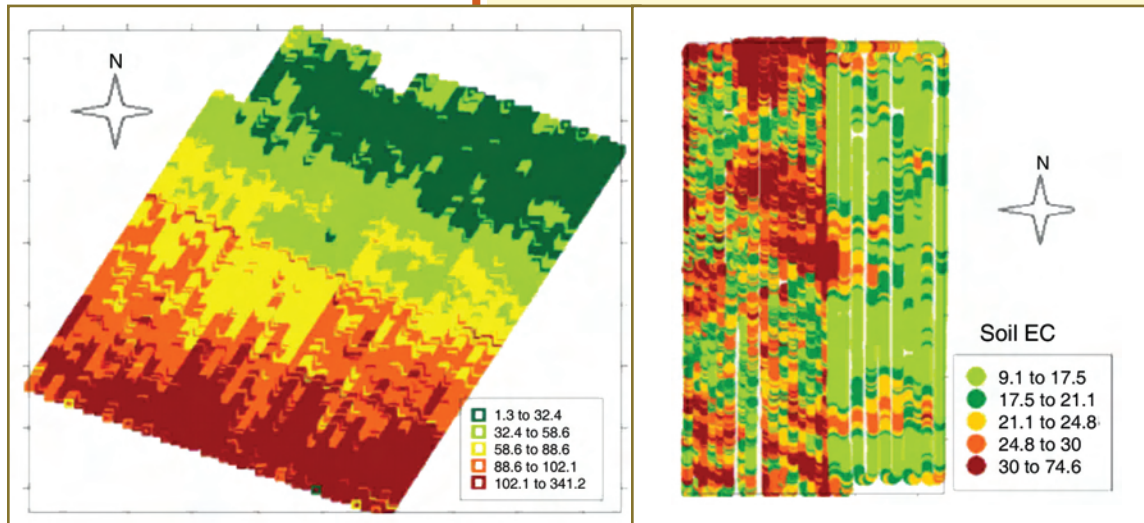 N
1.3 to 32.4
32.4 to 58.6
58.6 to 88.6
88.6 to 102.1
102.1 to 341.2
N
Soil EC
9.1 to 17.5
17.5 to 21.1
21.1 to 24.8
24.8 to 30
30 to 74.6